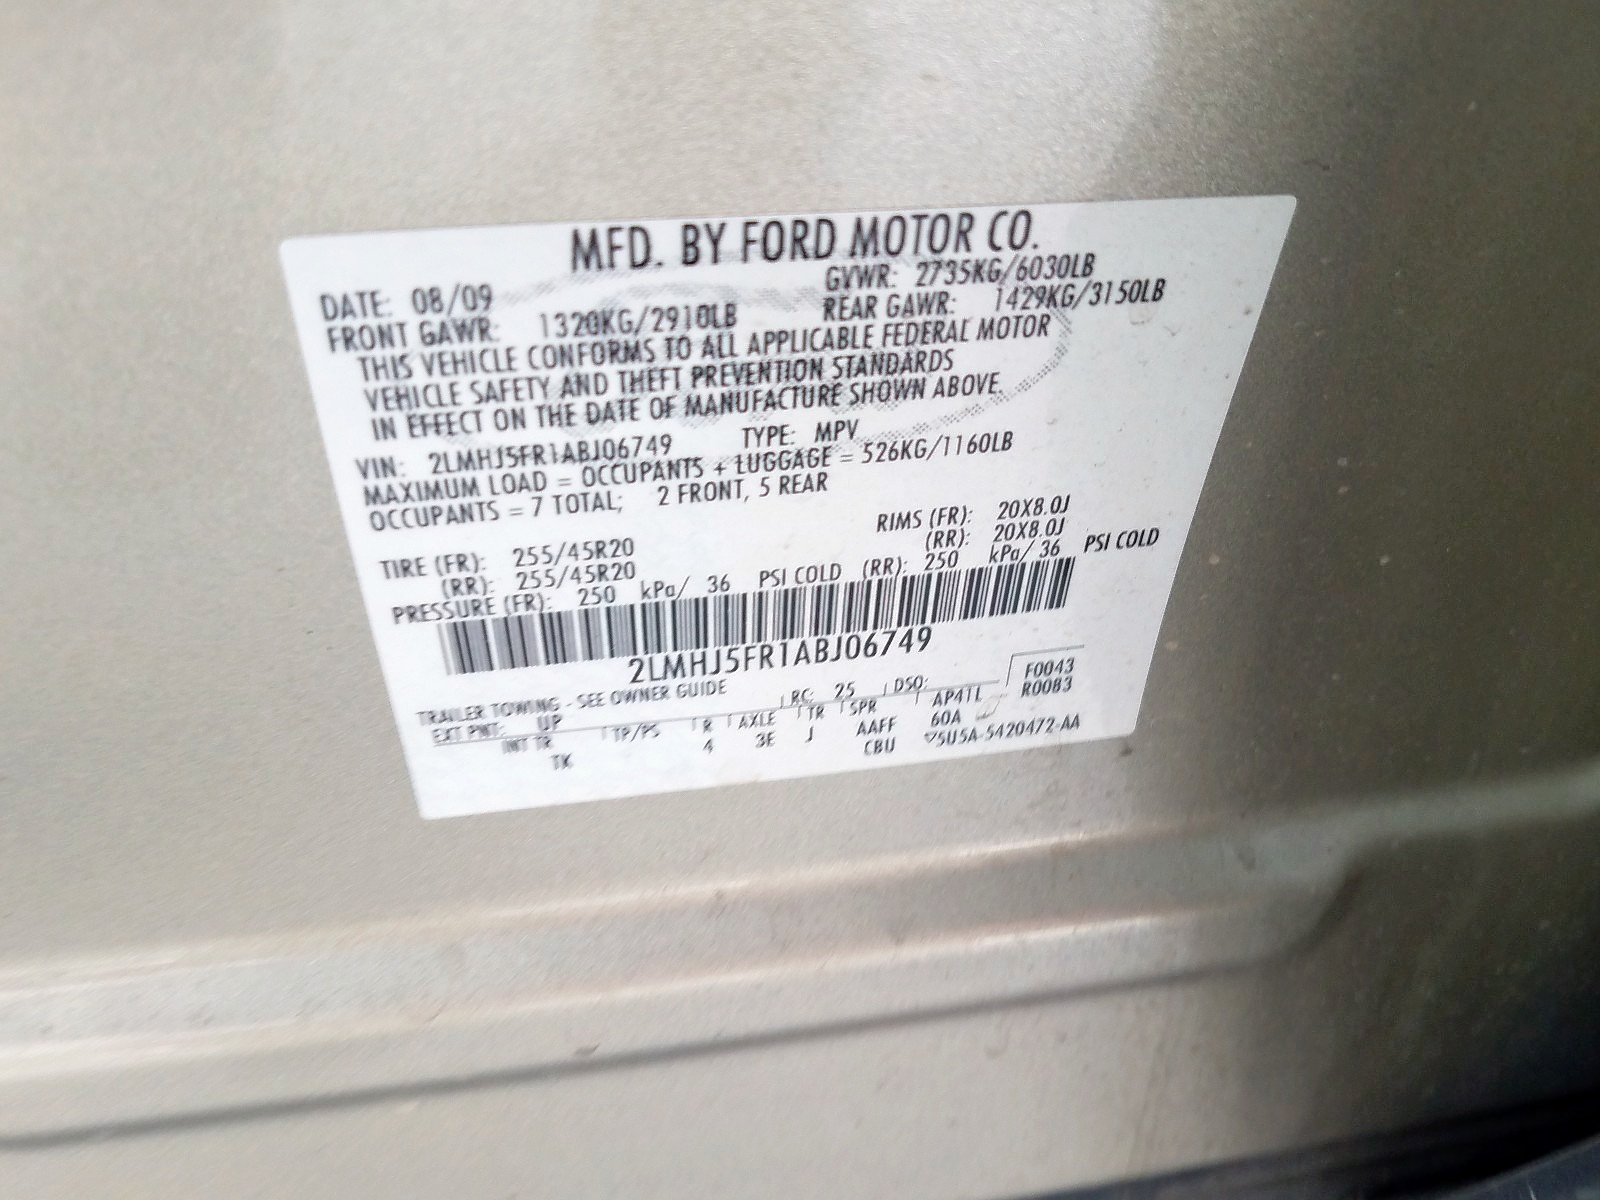 MFD. BY FORD MOTOR CO.
DATE: 08/09 GVWR: 2735KG/6030LB
FRONT GAWR: 1320KG/2910LB REAR GAWR: 1429KG/3150LB
THIS VEHICLE CONFORMS TO ALL APPLICABLE FEDERAL MOTOR
VEHICLE SAFETY AND THEFT PREVENTION STANDARDS
IN EFFECT ON THE DATE OF MANUFACTURE SHOWN ABOVE.
VIN: 2LMHJ5FR1ABJ06749 TYPE: MPV
MAXIMUM LOAD = OCCUPANTS + LUGGAGE = 526KG/1160LB
OCCUPANTS = 7 TOTAL; 2 FRONT, 5 REAR
TIRE (FR): 255/45R20 RIMS (FR): 20X8.0J
(RR): 255/45R20 (RR): 20X8.0J
PRESSURE (FR): 250 kPa/ 36 PSI COLD (RR): 250 kPa/ 36 PSI COLD
2LMHJ5FR1ABJ06749
TRAILER TOWING - SEE OWNER GUIDE
F0043
EXT PNT: UP RC: 25 DSO: R0083
INT TR TP/PS R AXLE TR SPR AP4TL
TK 4 3E J AAFF 60A
CBU 5U5A-5420472-AA